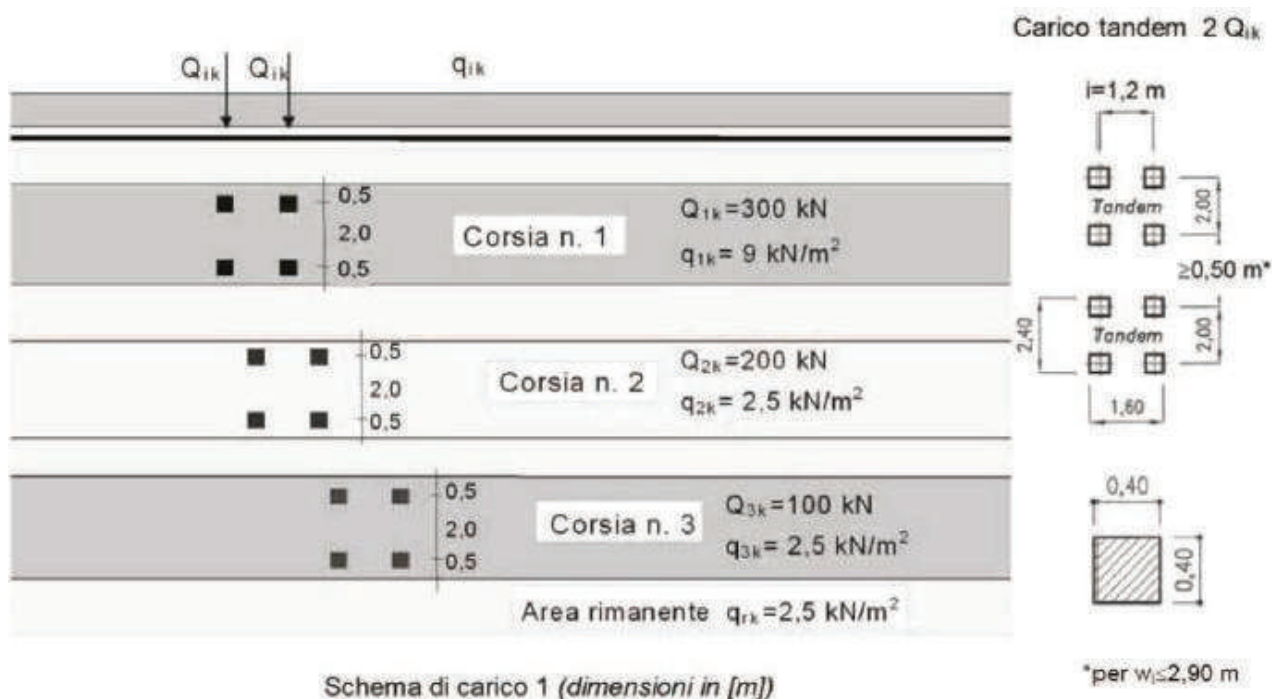 Carico tandem 2 Qik
Qik Qik qik
i=1,2 m
0.5
2,0
0,5
Corsia n. 1
Q1k=300 kN
q1k= 9 kN/m²
Tandem
2,00
≥0,50 m*
0.5
2,0
0,5
Corsia n. 2
Q2k=200 kN
q2k= 2,5 kN/m²
2,40
Tandem
2,00
1,60
0,5
2,0
0,5
Corsia n. 3
Q3k=100 kN
q3k= 2,5 kN/m²
0,40
0,40
Area rimanente qrk=2,5 kN/m²
Schema di carico 1 (dimensioni in [m])
*per wl≤2,90 m